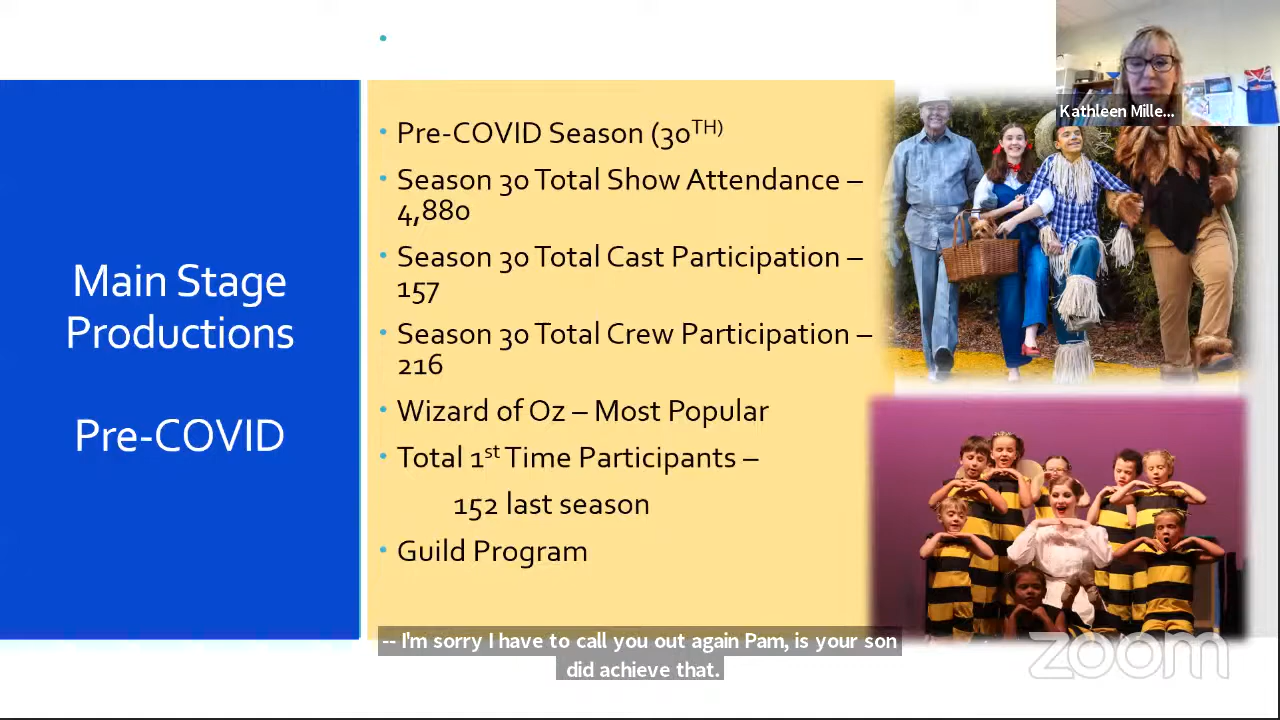 Kathleen Mille...
Main Stage
Productions
Pre-COVID
• Pre-COVID Season (30TH)
• Season 30 Total Show Attendance –
4,880
• Season 30 Total Cast Participation –
157
• Season 30 Total Crew Participation –
216
• Wizard of Oz – Most Popular
• Total 1st Time Participants –
152 last season
• Guild Program
-- I'm sorry I have to call you out again Pam, is your son
did achieve that.
zoom